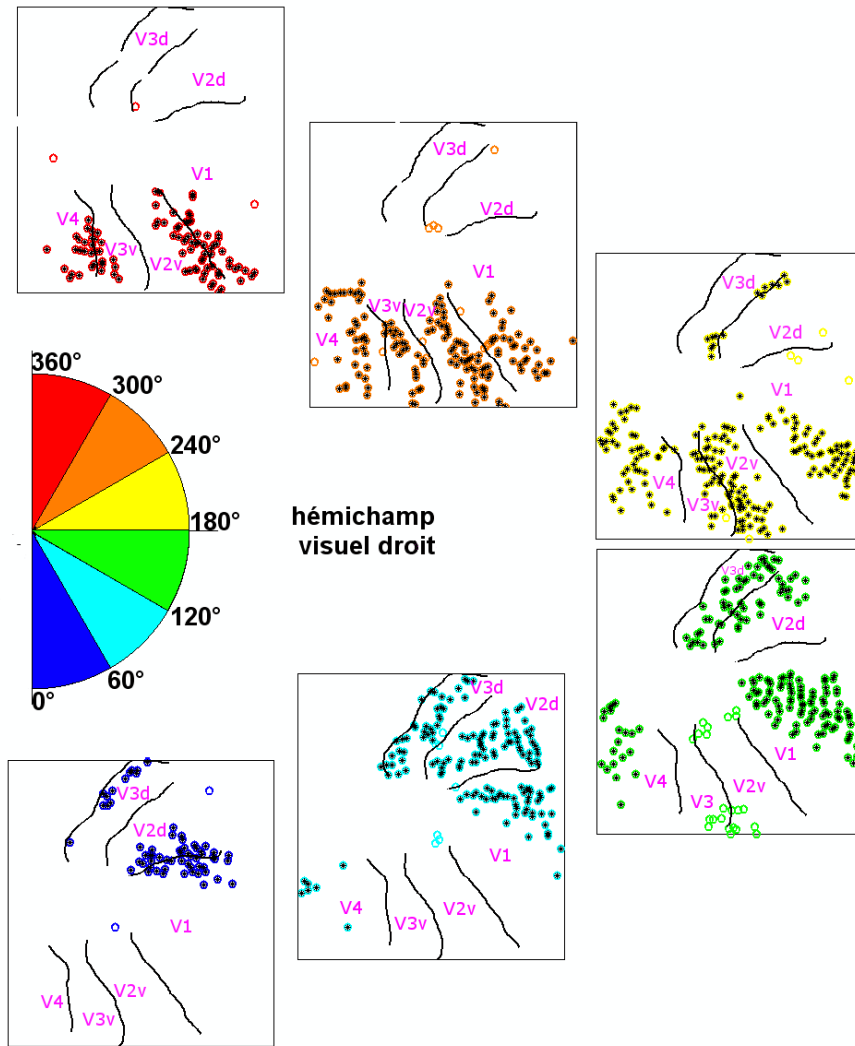 V3d
V2d
V1
V4
V3v
V2v
V3d
V2d
V1
V3v
V2v
V4
V3d
V2d
V1
V2v
V4
V3v
360°
300°
240°
180°
120°
60°
0°
hémichamp
visuel droit
V3d
V2d
V1
V4
V3
V2v
V3d
V2d
V1
V4
V3v
V2v
V3d
V2d
V1
V2v
V4
V3v